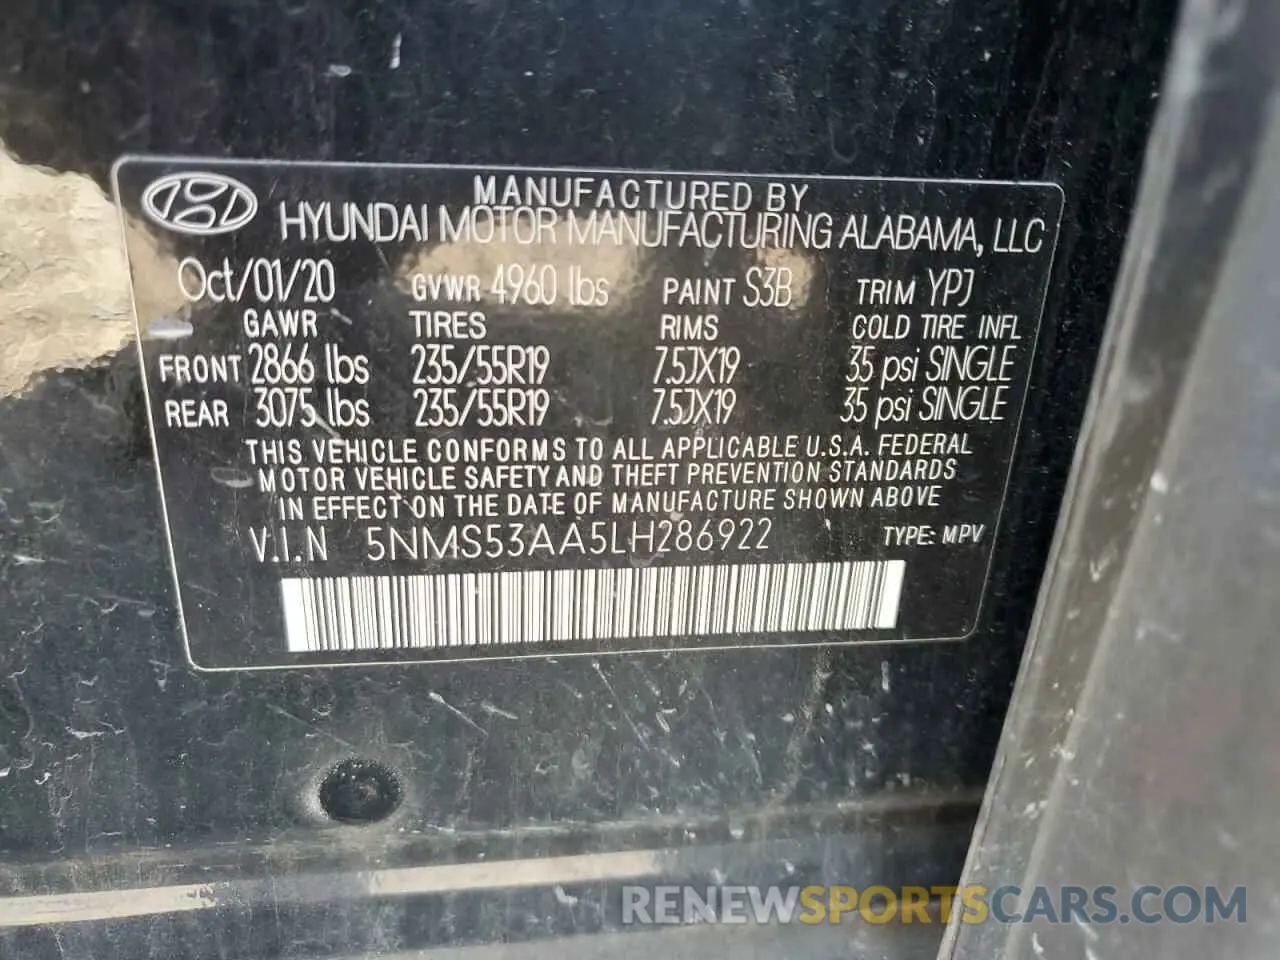 MANUFACTURED BY
HYUNDAI MOTOR MANUFACTURING ALABAMA, LLC
Oct/01/20 GVWR 4960 lbs PAINT S3B TRIM YPJ
GAWR TIRES RIMS COLD TIRE INFL
FRONT 2866 lbs 235/55R19 7.5JX19 35 psi SINGLE
REAR 3075 lbs 235/55R19 7.5JX19 35 psi SINGLE
THIS VEHICLE CONFORMS TO ALL APPLICABLE U.S.A. FEDERAL
MOTOR VEHICLE SAFETY AND THEFT PREVENTION STANDARDS
IN EFFECT ON THE DATE OF MANUFACTURE SHOWN ABOVE
V.I.N 5NMS53AA5LH286922 TYPE: MPV
RENEWSPORTSCARS.COM